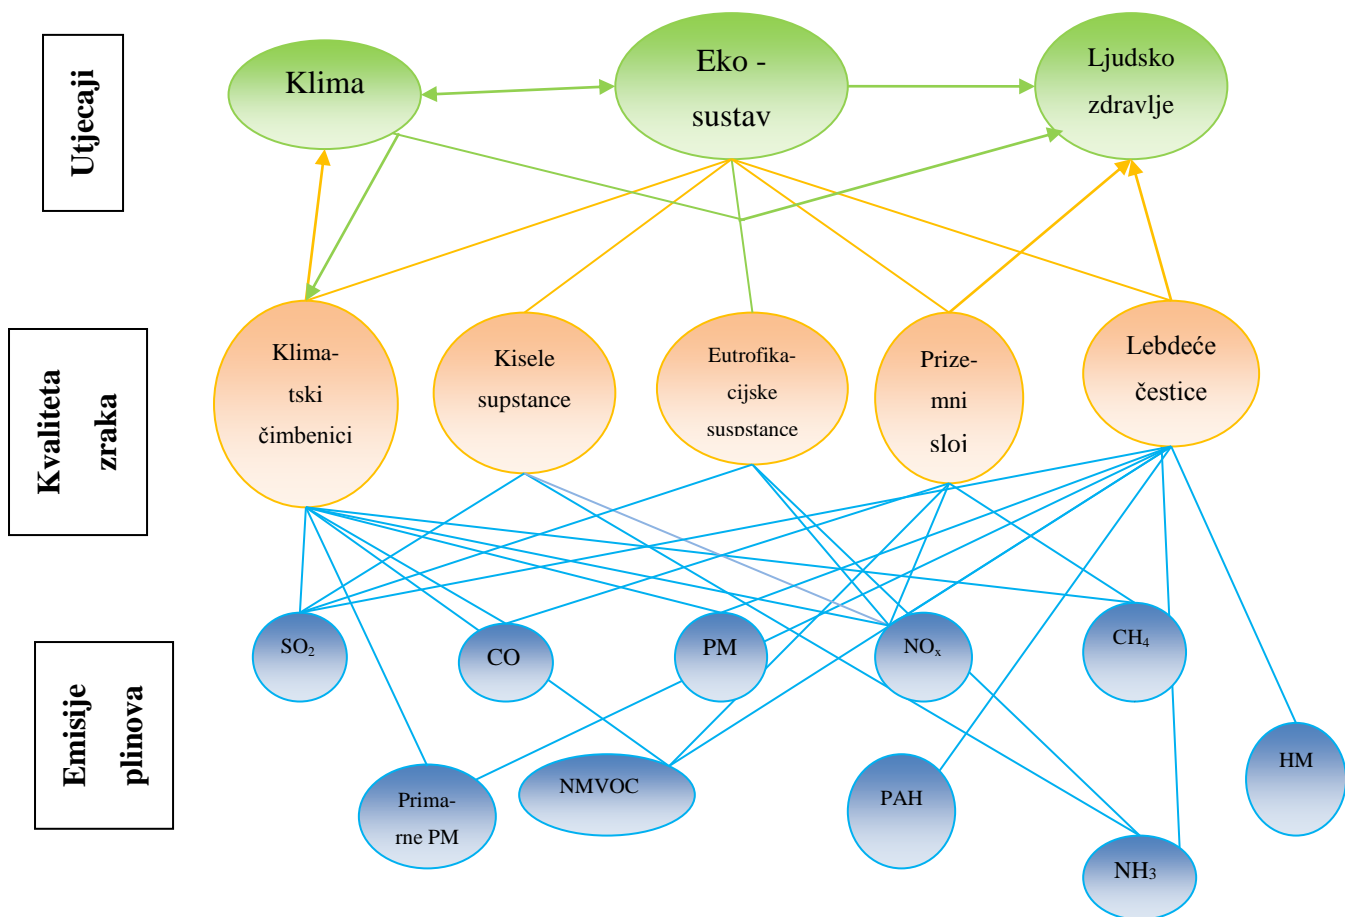 Utjecaji
Klima
Eko -
sustav
Ljudsko
zdravlje
Kvaliteta
zraka
Klima-
tski
čimbenici
Kisele
supstance
Eutrofika-
cijske
suspstance
Prize-
mni
sloj
Lebdeće
čestice
Emisije
plinova
SO₂
CO
PM
NOₓ
CH₄
Prima-
rne PM
NMVOC
PAH
NH₃
HM